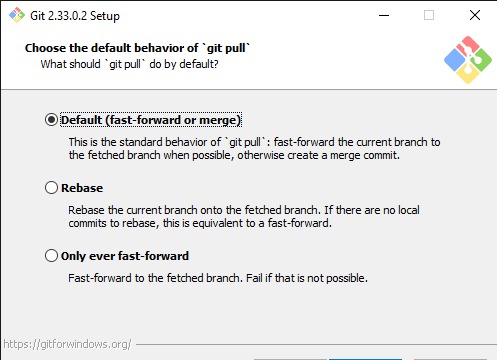 Git 2.33.0.2 Setup
Choose the default behavior of `git pull`
What should `git pull` do by default?
Default (fast-forward or merge)
This is the standard behavior of `git pull`: fast-forward the current branch to
the fetched branch when possible, otherwise create a merge commit.
Rebase
Rebase the current branch onto the fetched branch. If there are no local
commits to rebase, this is equivalent to a fast-forward.
Only ever fast-forward
Fast-forward to the fetched branch. Fail if that is not possible.
https://gitforwindows.org/